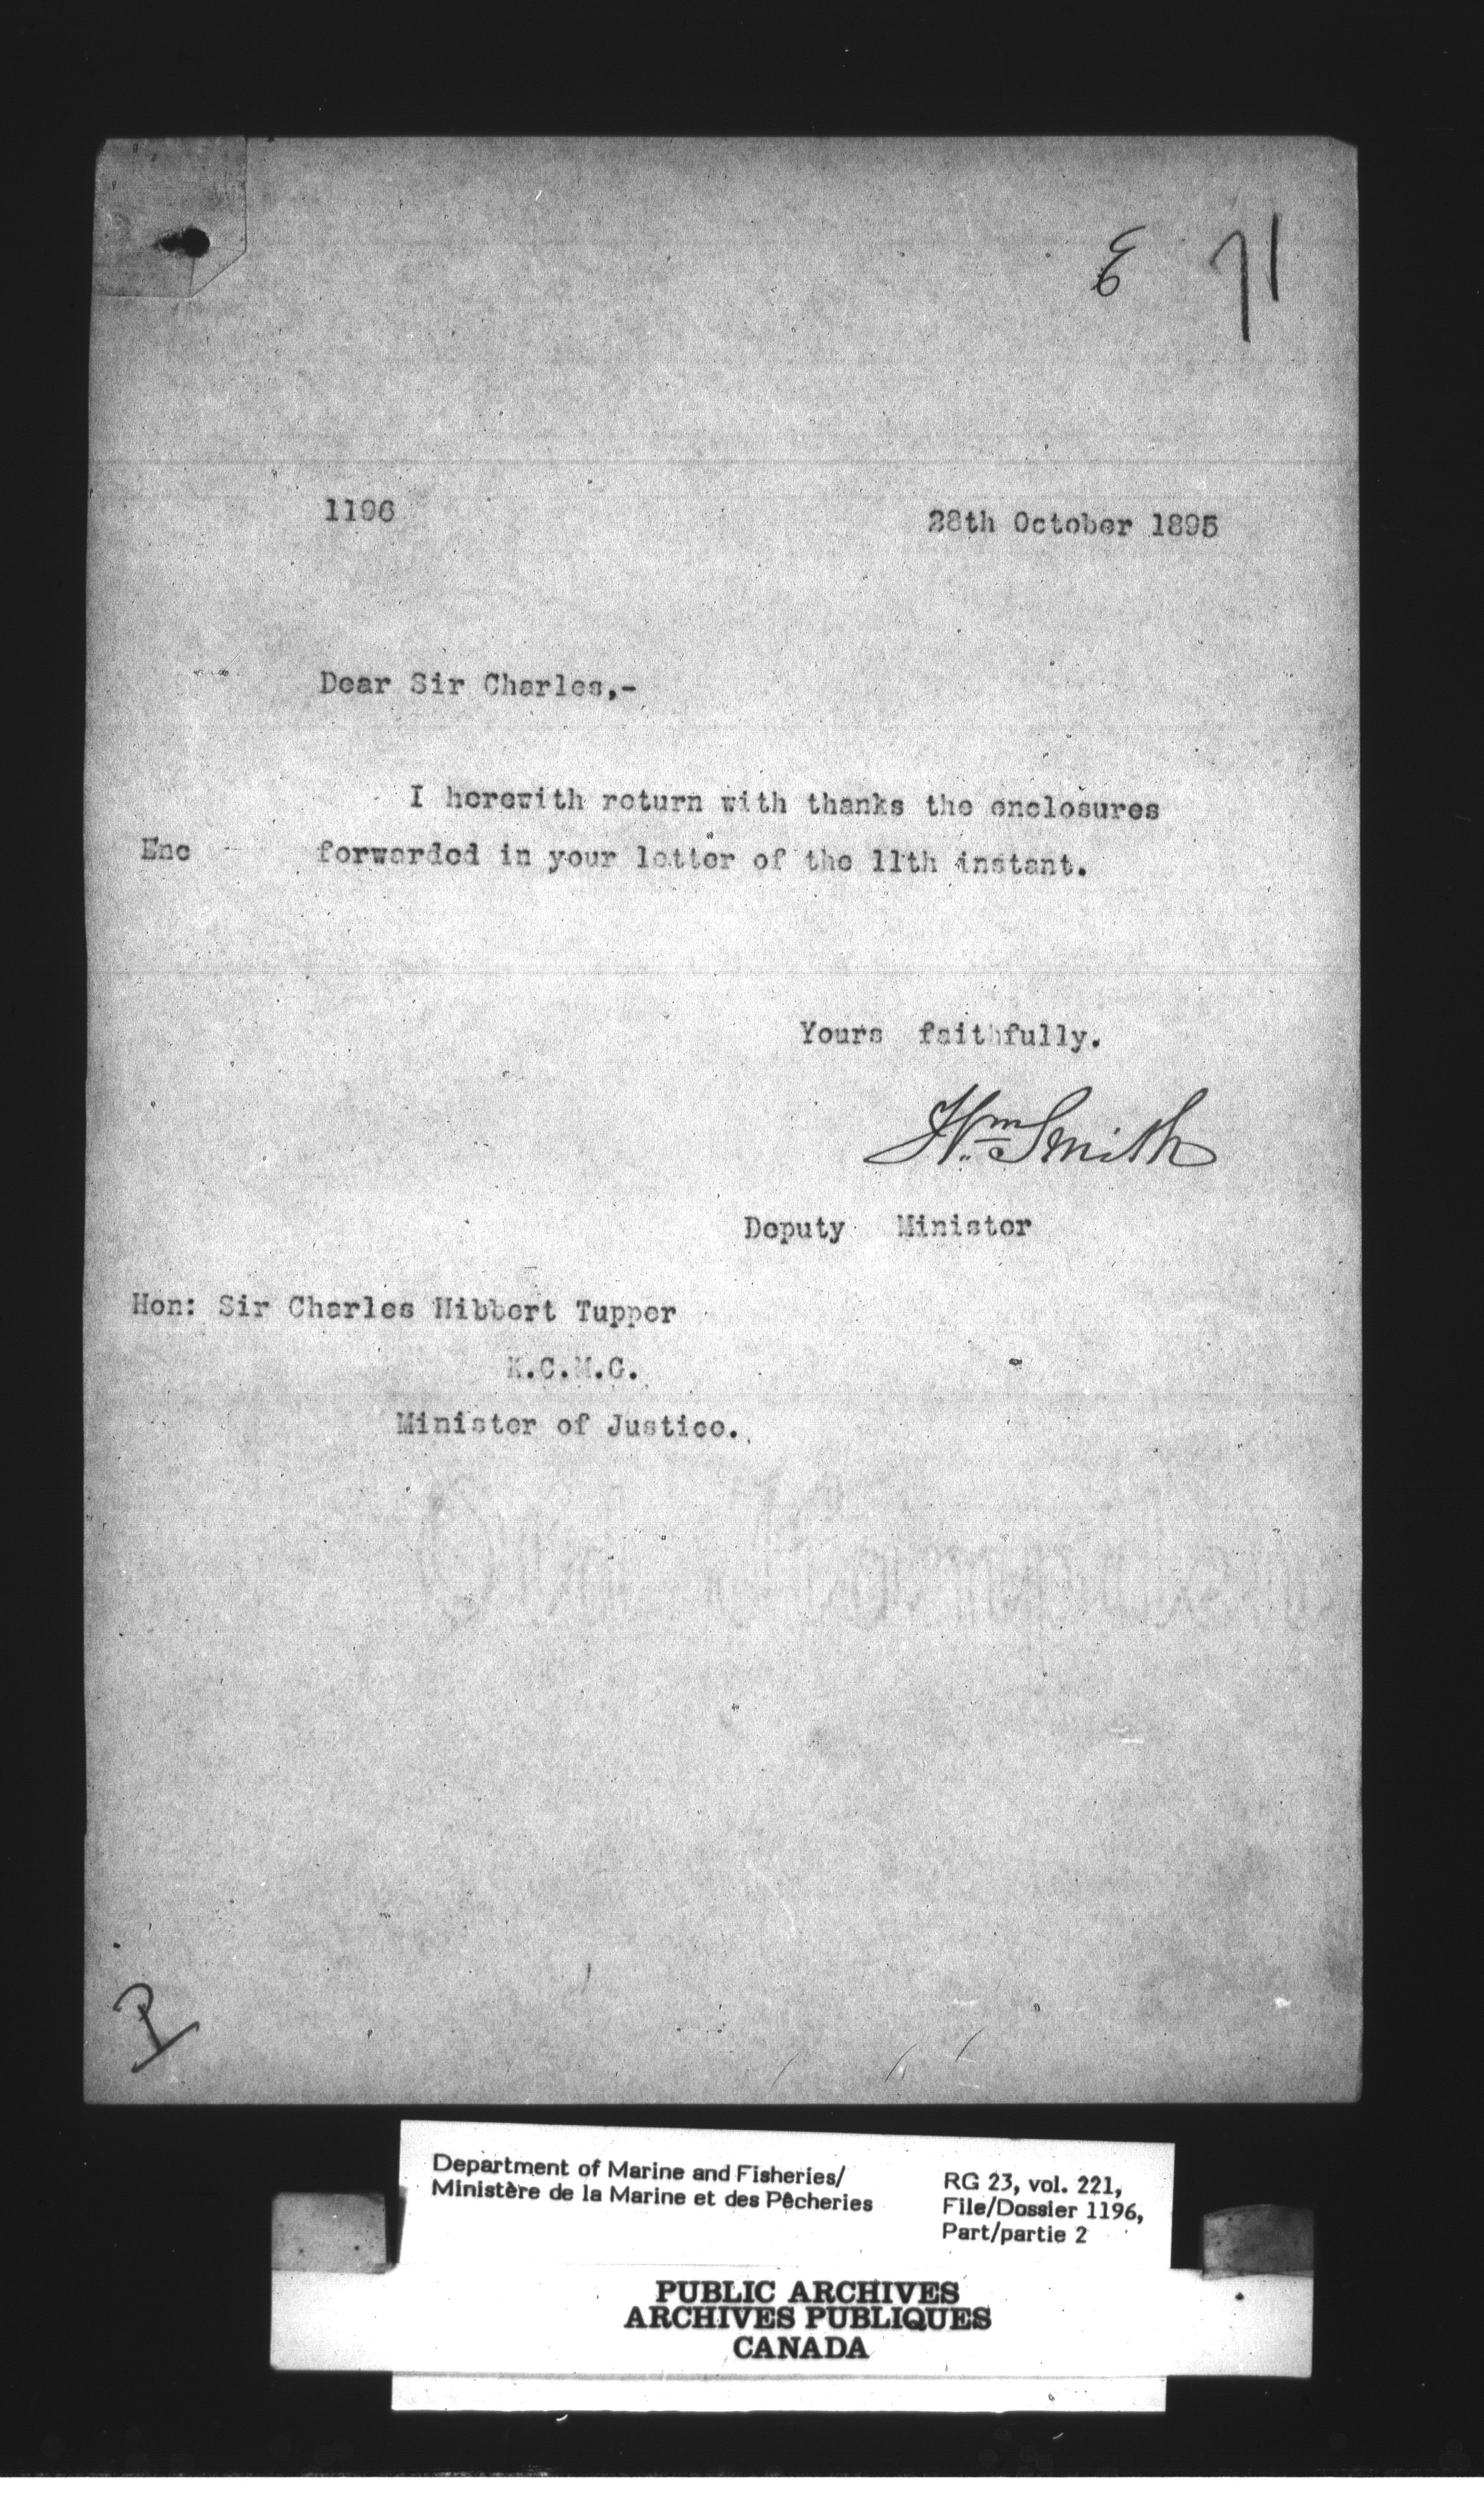 E 71
1196
28th October 1895
Dear Sir Charles,-
I herewith return with thanks the enclosures
Enc forwarded in your letter of the 11th instant.
Yours faithfully.
Wm Smith
Deputy Minister
Hon: Sir Charles Hibbert Tupper
K.C.M.G.
Minister of Justice.
Department of Marine and Fisheries/
Ministère de la Marine et des Pêcheries
RG 23, vol. 221,
File/Dossier 1196,
Part/partie 2
PUBLIC ARCHIVES
ARCHIVES PUBLIQUES
CANADA